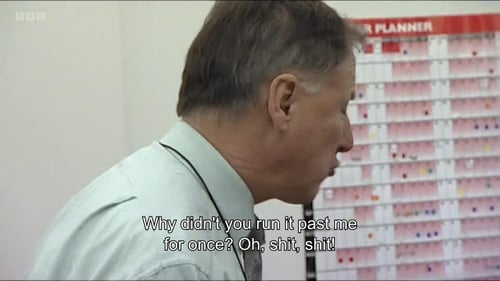 BBC
R PLANNER
Why didn't you run it past me
for once? Oh, shit, shit!